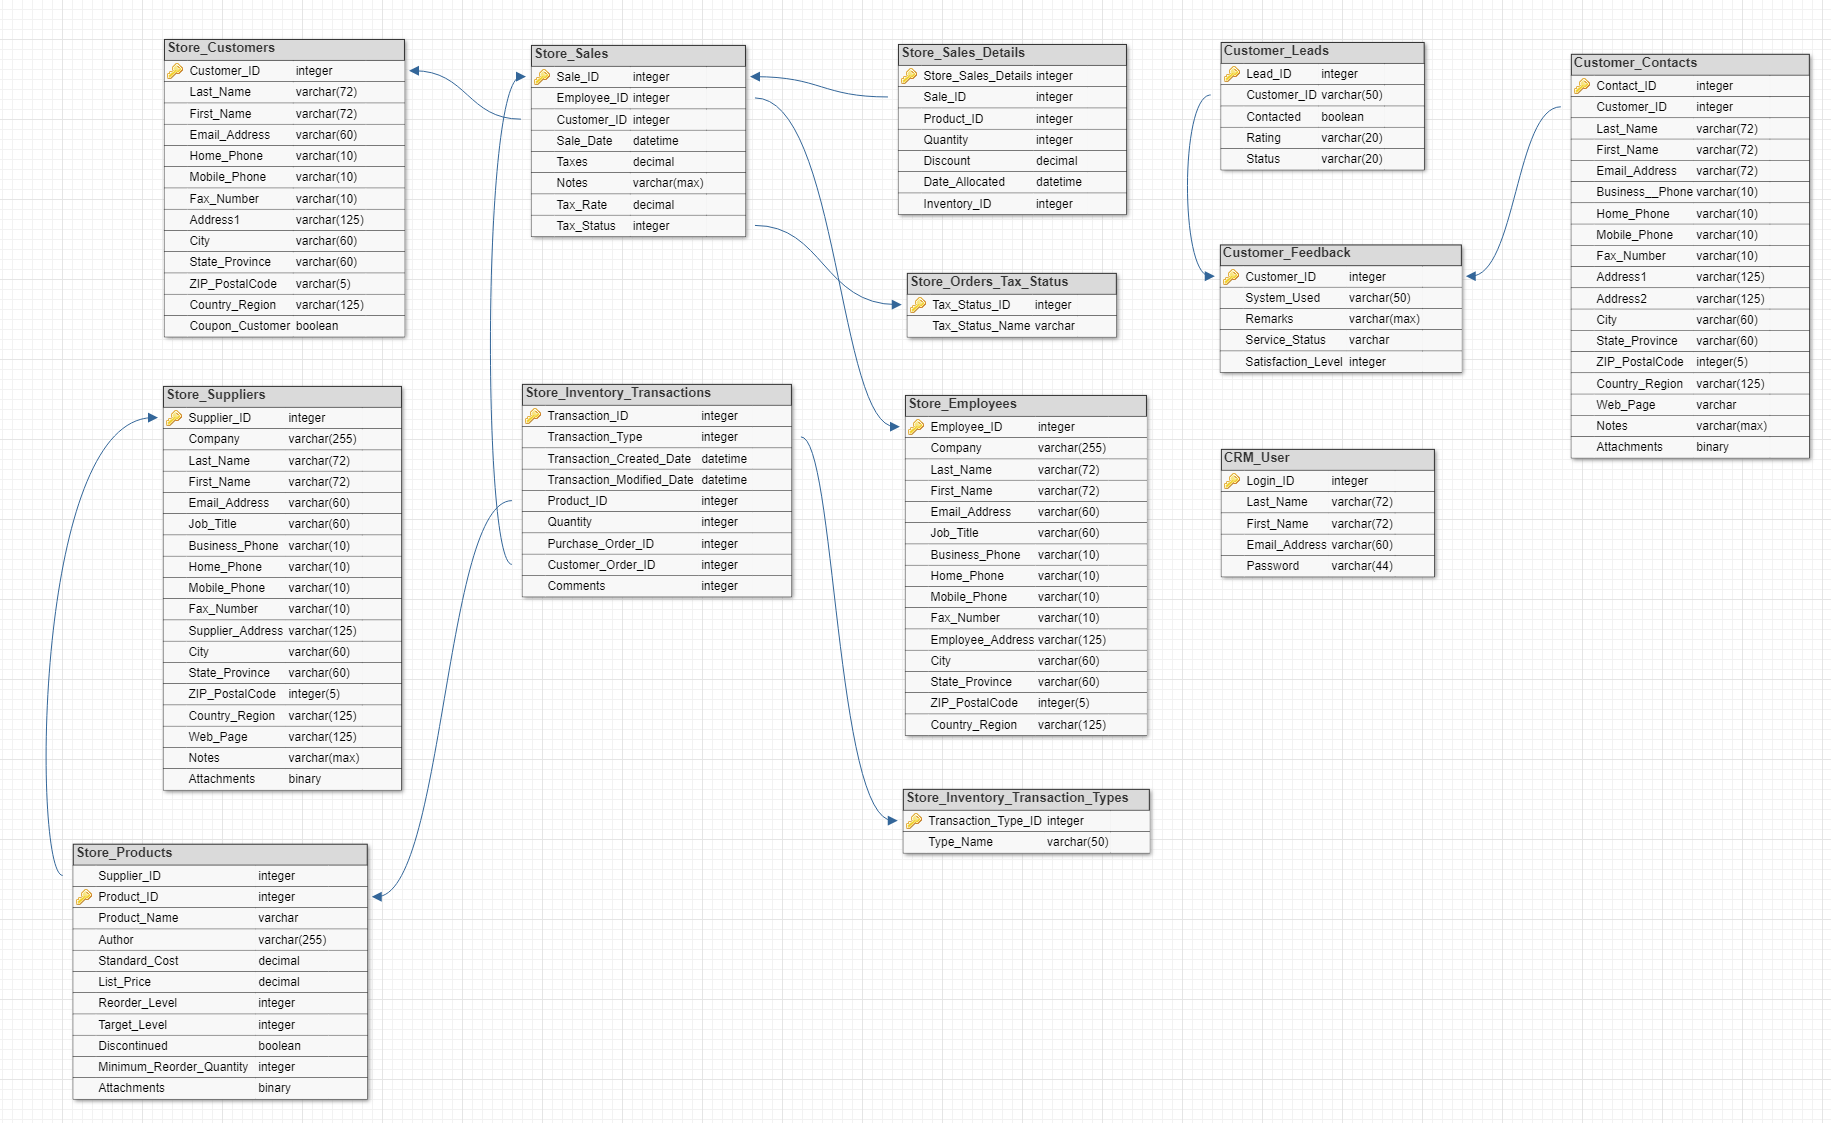 Store_Customers
Customer_ID integer
Last_Name varchar(72)
First_Name varchar(72)
Email_Address varchar(60)
Home_Phone varchar(10)
Mobile_Phone varchar(10)
Fax_Number varchar(10)
Address1 varchar(125)
City varchar(60)
State_Province varchar(60)
ZIP_PostalCode varchar(5)
Country_Region varchar(125)
Coupon_Customer boolean
Store_Sales
Sale_ID integer
Employee_ID integer
Customer_ID integer
Sale_Date datetime
Taxes decimal
Notes varchar(max)
Tax_Rate decimal
Tax_Status integer
Store_Sales_Details
Store_Sales_Details integer
Sale_ID integer
Product_ID integer
Quantity integer
Discount decimal
Date_Allocated datetime
Inventory_ID integer
Customer_Leads
Lead_ID integer
Customer_ID varchar(50)
Contacted boolean
Rating varchar(20)
Status varchar(20)
Customer_Contacts
Contact_ID integer
Customer_ID integer
Last_Name varchar(72)
First_Name varchar(72)
Email_Address varchar(72)
Business__Phone varchar(10)
Home_Phone varchar(10)
Mobile_Phone varchar(10)
Fax_Number varchar(10)
Address1 varchar(125)
Address2 varchar(125)
City varchar(60)
State_Province varchar(60)
ZIP_PostalCode integer(5)
Country_Region varchar(125)
Web_Page varchar
Notes varchar(max)
Attachments binary
Store_Orders_Tax_Status
Tax_Status_ID integer
Tax_Status_Name varchar
Customer_Feedback
Customer_ID integer
System_Used varchar(50)
Remarks varchar(max)
Service_Status varchar
Satisfaction_Level integer
Store_Suppliers
Supplier_ID integer
Company varchar(255)
Last_Name varchar(72)
First_Name varchar(72)
Email_Address varchar(60)
Job_Title varchar(60)
Business_Phone varchar(10)
Home_Phone varchar(10)
Mobile_Phone varchar(10)
Fax_Number varchar(10)
Supplier_Address varchar(125)
City varchar(60)
State_Province varchar(60)
ZIP_PostalCode integer(5)
Country_Region varchar(125)
Web_Page varchar(125)
Notes varchar(max)
Attachments binary
Store_Inventory_Transactions
Transaction_ID integer
Transaction_Type integer
Transaction_Created_Date datetime
Transaction_Modified_Date datetime
Product_ID integer
Quantity integer
Purchase_Order_ID integer
Customer_Order_ID integer
Comments integer
Store_Employees
Employee_ID integer
Company varchar(255)
Last_Name varchar(72)
First_Name varchar(72)
Email_Address varchar(60)
Job_Title varchar(60)
Business_Phone varchar(10)
Home_Phone varchar(10)
Mobile_Phone varchar(10)
Fax_Number varchar(10)
Employee_Address varchar(125)
City varchar(60)
State_Province varchar(60)
ZIP_PostalCode integer(5)
Country_Region varchar(125)
CRM_User
Login_ID integer
Last_Name varchar(72)
First_Name varchar(72)
Email_Address varchar(60)
Password varchar(44)
Store_Inventory_Transaction_Types
Transaction_Type_ID integer
Type_Name varchar(50)
Store_Products
Supplier_ID integer
Product_ID integer
Product_Name varchar
Author varchar(255)
Standard_Cost decimal
List_Price decimal
Reorder_Level integer
Target_Level integer
Discontinued boolean
Minimum_Reorder_Quantity integer
Attachments binary